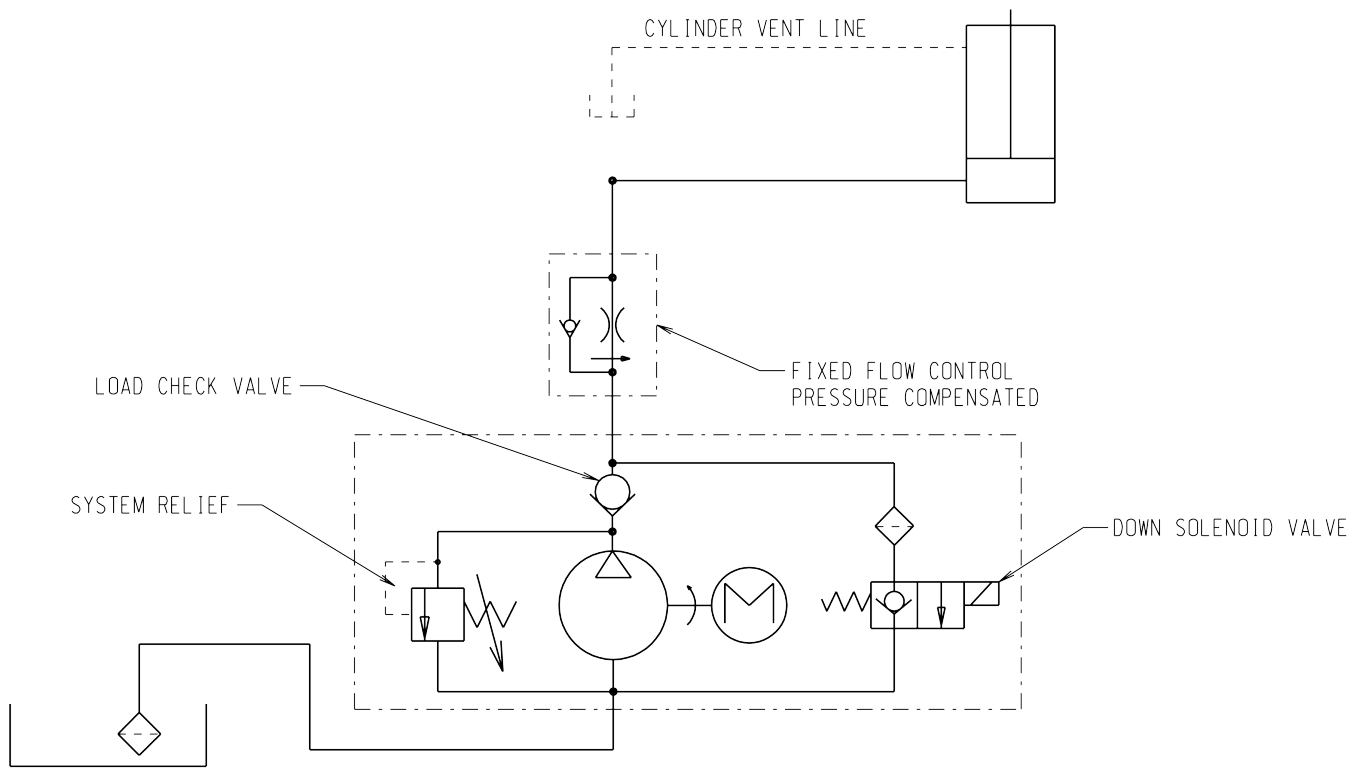 CYLINDER VENT LINE
FIXED FLOW CONTROL
PRESSURE COMPENSATED
LOAD CHECK VALVE
SYSTEM RELIEF
DOWN SOLENOID VALVE
M